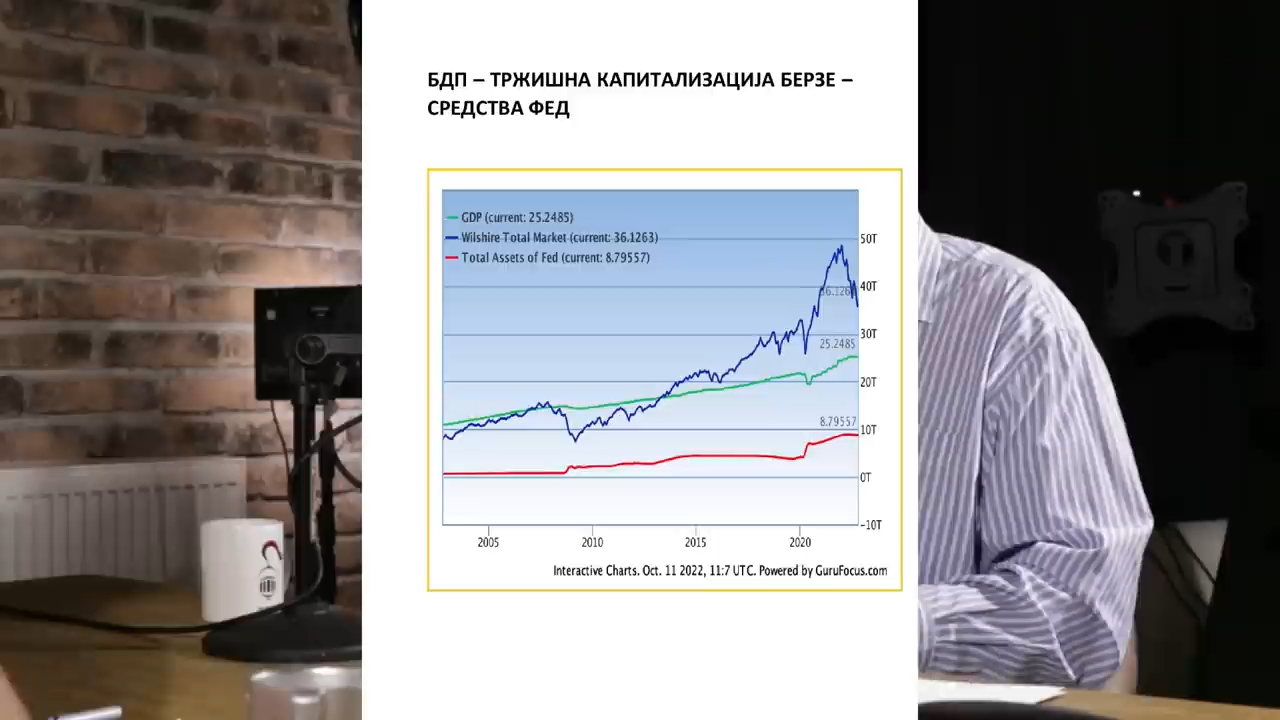 БДП – ТРЖИШНА КАПИТАЛИЗАЦИЈА БЕРЗЕ –
СРЕДСТВА ФЕД
GDP (current: 25.2485)
Wilshire Total Market (current: 36.1263)
Total Assets of Fed (current: 8.79557)
50T
40T
30T
25.2485
20T
8.79557
10T
0T
-10T
2005 2010 2015 2020
Interactive Charts. Oct. 11 2022, 11:7 UTC. Powered by GuruFocus.com